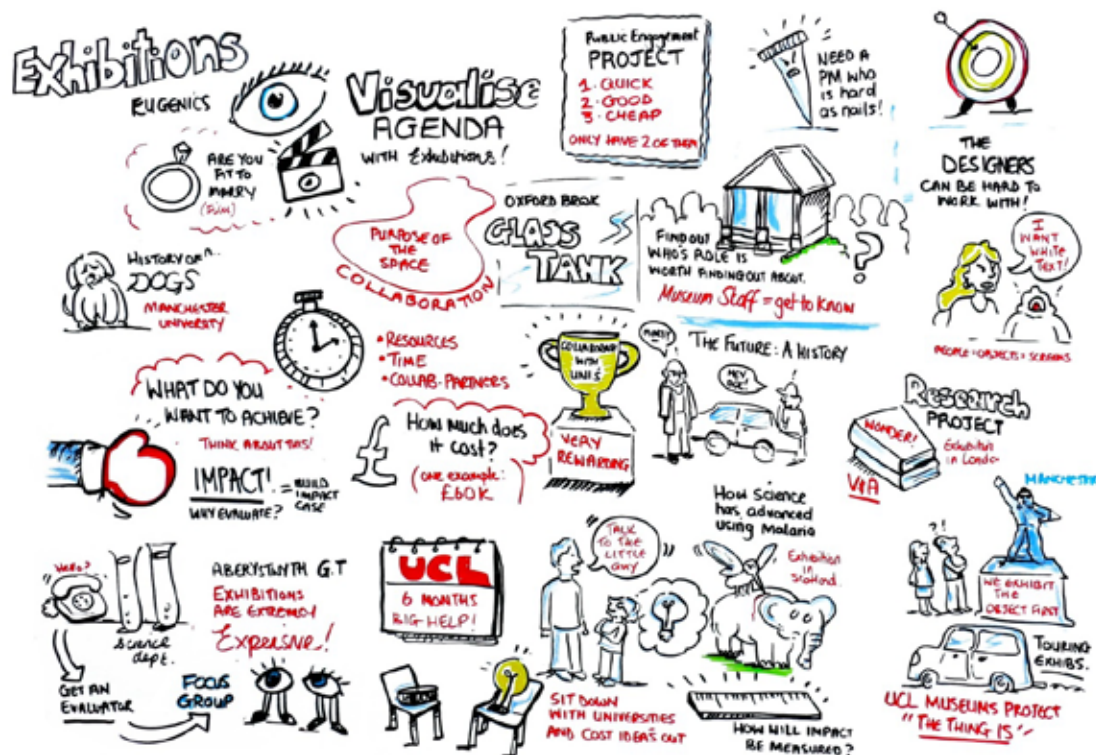 Exhibitions
EUGENICS
ARE YOU
FIT TO
MARRY
(Film)
Visualise
AGENDA
WITH Exhibitions!
Public Engagement
PROJECT
1. QUICK
2. GOOD
3. CHEAP
ONLY HAVE 2 OF THEM
NEED A
PM WHO
is HARD
as nails!
THE
DESIGNERS
CAN BE HARD TO
WORK WITH!
I
WANT
WHITE
TEXT!
PEOPLE : OBJECTS : SCREENS
HISTORY OF
DOGS
MANCHESTER
UNIVERSITY
PURPOSE OF
THE
SPACE
COLLABORATION
OXFORD BROOK
GLASS
TANK
FIND OUT
WHO'S ROLE IS
WORTH FINDING OUT ABOUT.
Museum Staff = get to know
?
• RESOURCES
• TIME
• COLLAB. PARTNERS
COLLABORATING
WITH
UNI'S
VERY
REWARDING
THE FUTURE : A HISTORY
WHAT DO YOU
WANT TO ACHIEVE?
THINK ABOUT THIS!
IMPACT! = BUILD
IMPACT
CASE
WHY EVALUATE?
£
How much does
it cost?
(one example:
£60K
Research
PROJECT
Exhibition
in London
WONDER!
V&A
MANCHESTER
?!
WE EXHIBIT
THE
OBJECT FIRST
How science
has advanced
using Malaria
Exhibition
in Scotland.
HELLO?
Science
dept.
GET AN
EVALUATOR
FOCUS
GROUP
ABERYSTWYTH G.T
EXHIBITIONS
ARE EXTREMLY
Expensive!
UCL
6 MONTHS
BIG HELP!
TALK
TO THE
LITTLE
GUY
SIT DOWN
WITH UNIVERSITIES
AND COST IDEAS OUT
HOW WILL IMPACT
BE MEASURED?
TOURING
EXHIBS.
UCL MUSEUMS PROJECT
"THE THING IS"